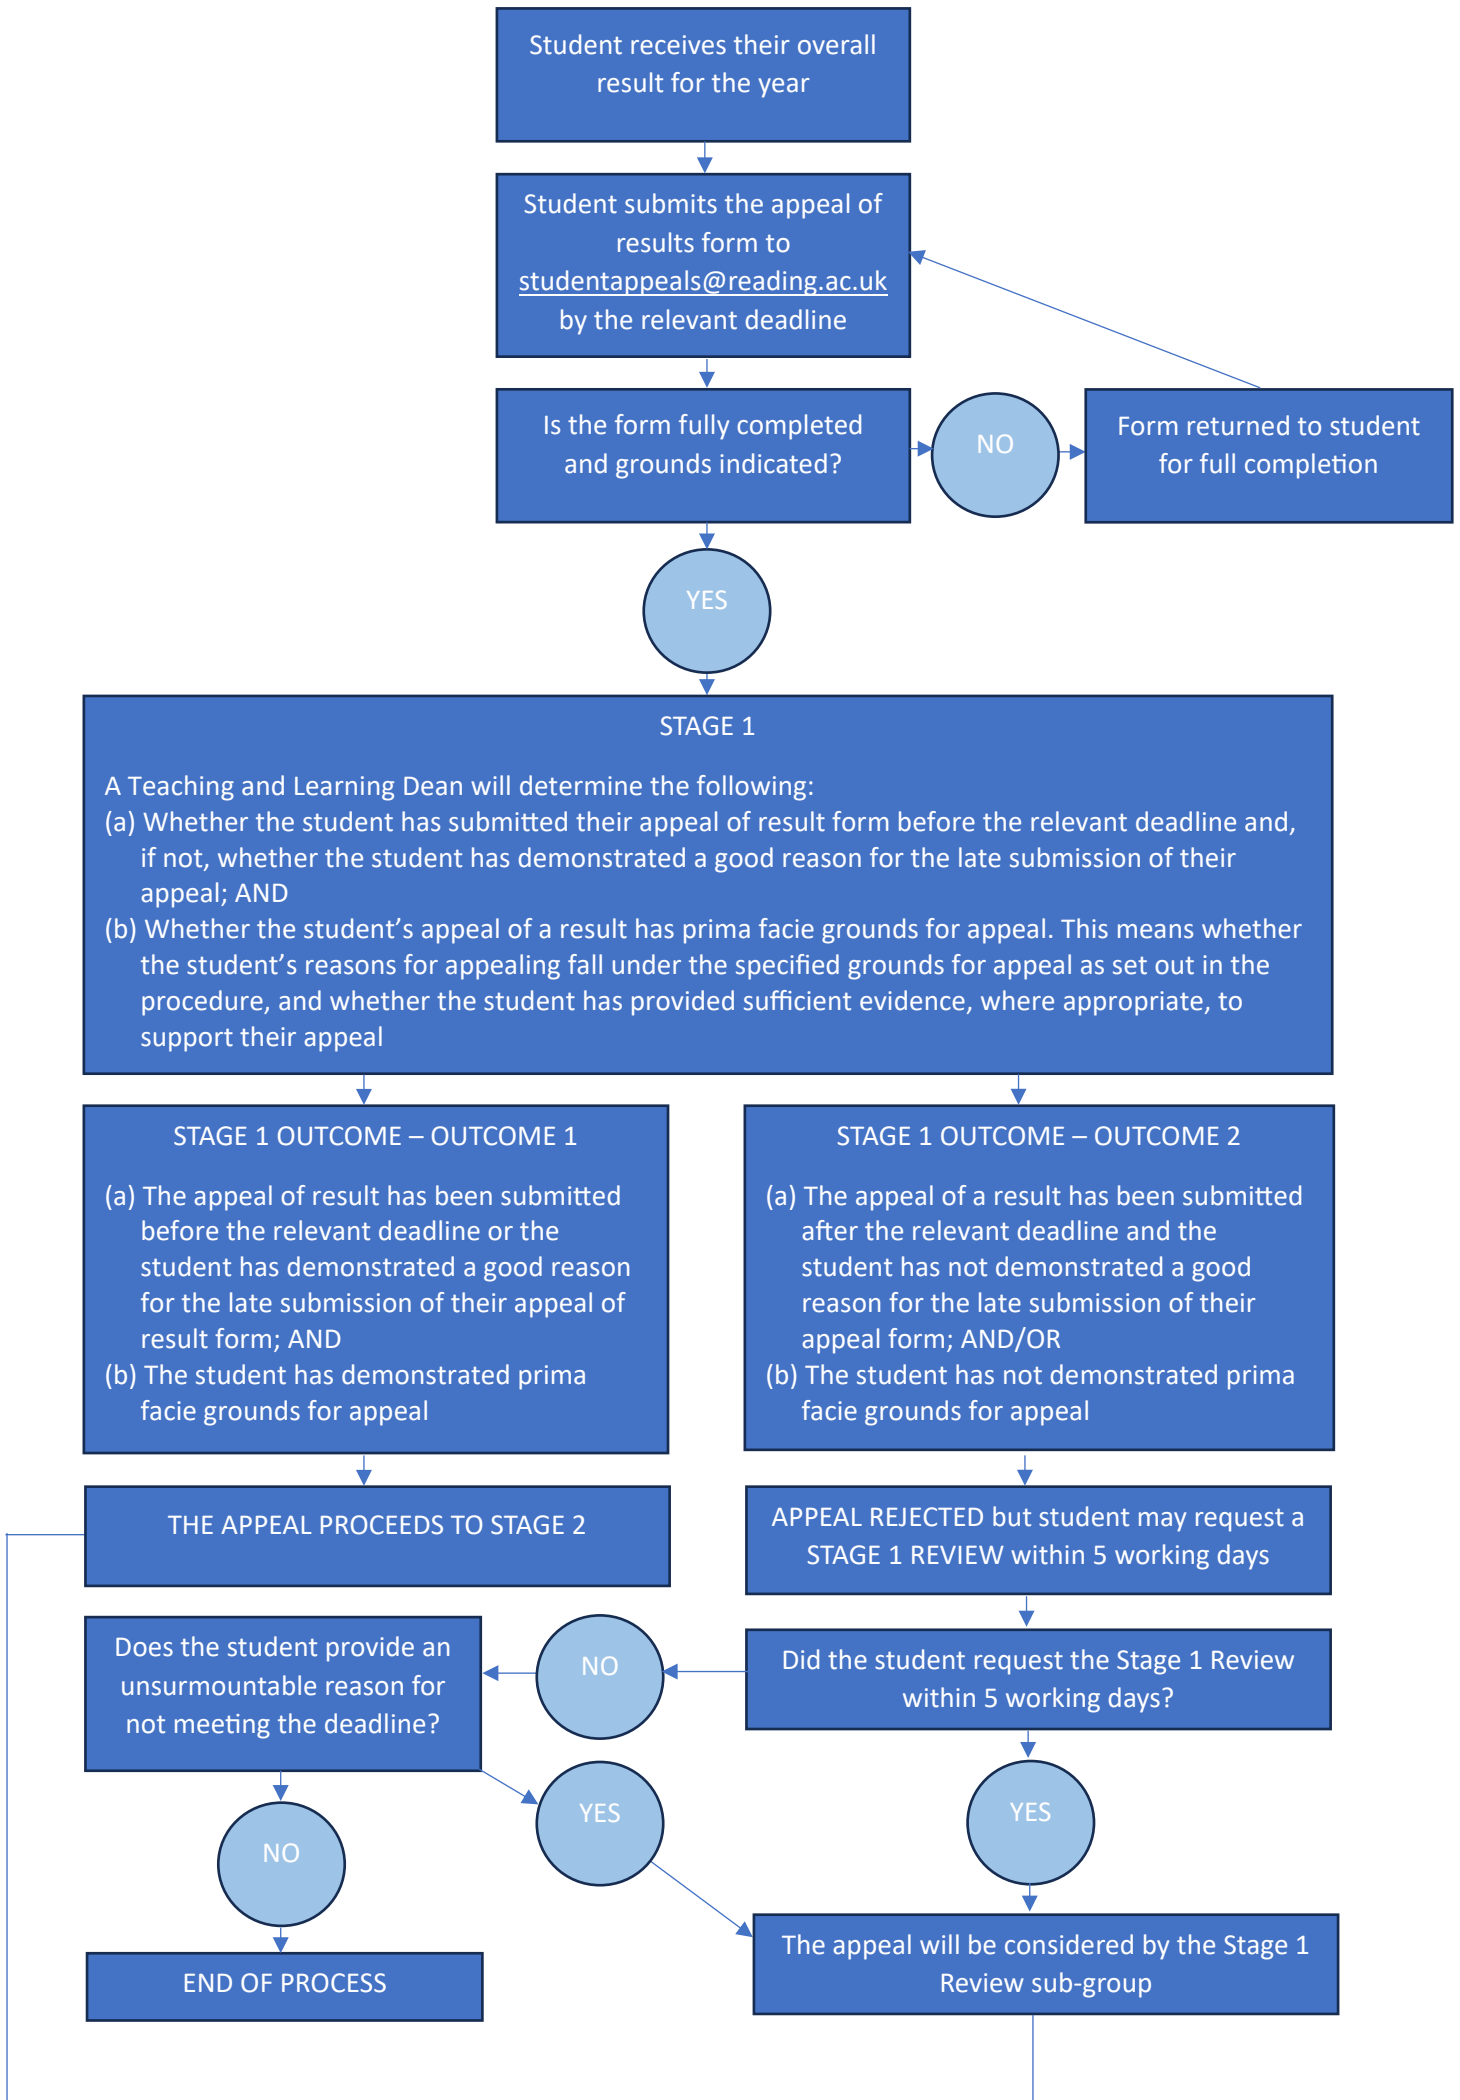 Student receives their overall
result for the year
Student submits the appeal of
results form to
studentappeals@reading.ac.uk
by the relevant deadline
Is the form fully completed
and grounds indicated?
NO
Form returned to student
for full completion
YES
STAGE 1
A Teaching and Learning Dean will determine the following:
(a) Whether the student has submitted their appeal of result form before the relevant deadline and,
if not, whether the student has demonstrated a good reason for the late submission of their
appeal; AND
(b) Whether the student’s appeal of a result has prima facie grounds for appeal. This means whether
the student’s reasons for appealing fall under the specified grounds for appeal as set out in the
procedure, and whether the student has provided sufficient evidence, where appropriate, to
support their appeal
STAGE 1 OUTCOME – OUTCOME 1
(a) The appeal of result has been submitted
before the relevant deadline or the
student has demonstrated a good reason
for the late submission of their appeal of
result form; AND
(b) The student has demonstrated prima
facie grounds for appeal
STAGE 1 OUTCOME – OUTCOME 2
(a) The appeal of a result has been submitted
after the relevant deadline and the
student has not demonstrated a good
reason for the late submission of their
appeal form; AND/OR
(b) The student has not demonstrated prima
facie grounds for appeal
THE APPEAL PROCEEDS TO STAGE 2
APPEAL REJECTED but student may request a
STAGE 1 REVIEW within 5 working days
Does the student provide an
unsurmountable reason for
not meeting the deadline?
NO
Did the student request the Stage 1 Review
within 5 working days?
YES
YES
NO
The appeal will be considered by the Stage 1
Review sub-group
END OF PROCESS